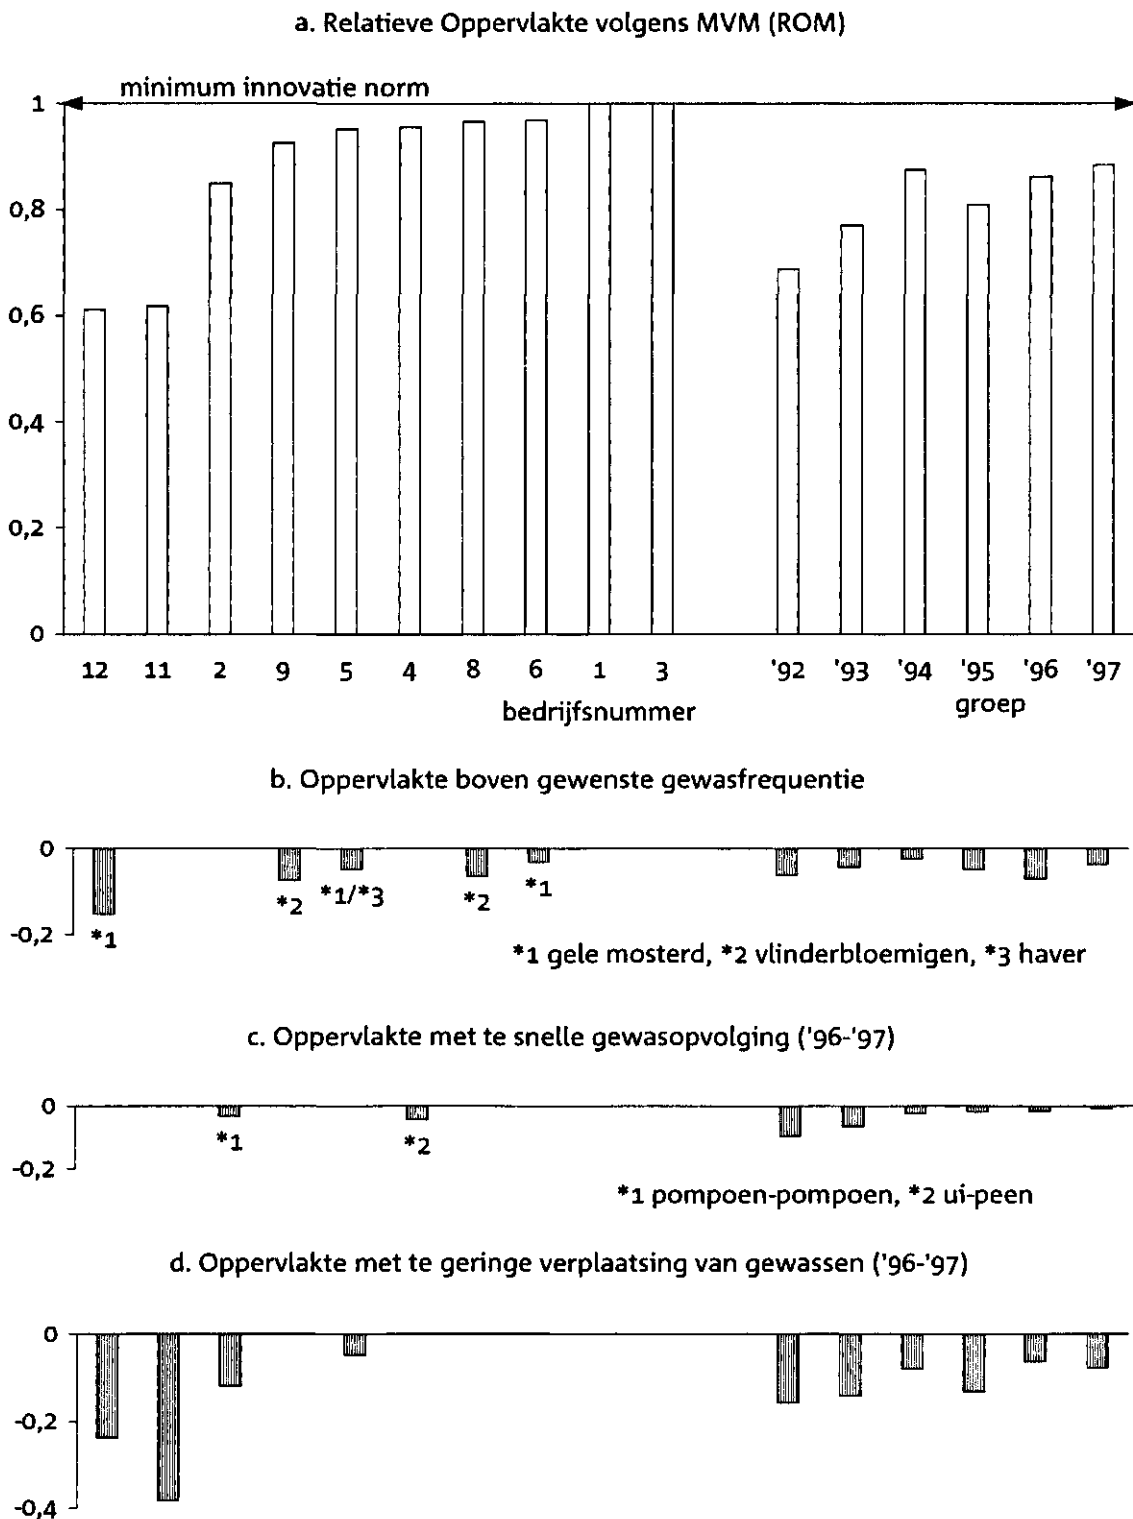 a. Relatieve Oppervlakte volgens MVM (ROM)
minimum innovatie norm
1
0,8
0,6
0,4
0,2
0
12 11 2 9 5 4 8 6 1 3 '92 '93 '94 '95 '96 '97
bedrijfsnummer groep
b. Oppervlakte boven gewenste gewasfrequentie
0
*1 *2 *1/*3 *2 *1
-0,2
*1 gele mosterd, *2 vlinderbloemigen, *3 haver
c. Oppervlakte met te snelle gewasopvolging ('96-'97)
0
*1 *2
-0,2
*1 pompoen-pompoen, *2 ui-peen
d. Oppervlakte met te geringe verplaatsing van gewassen ('96-'97)
0
-0,2
-0,4